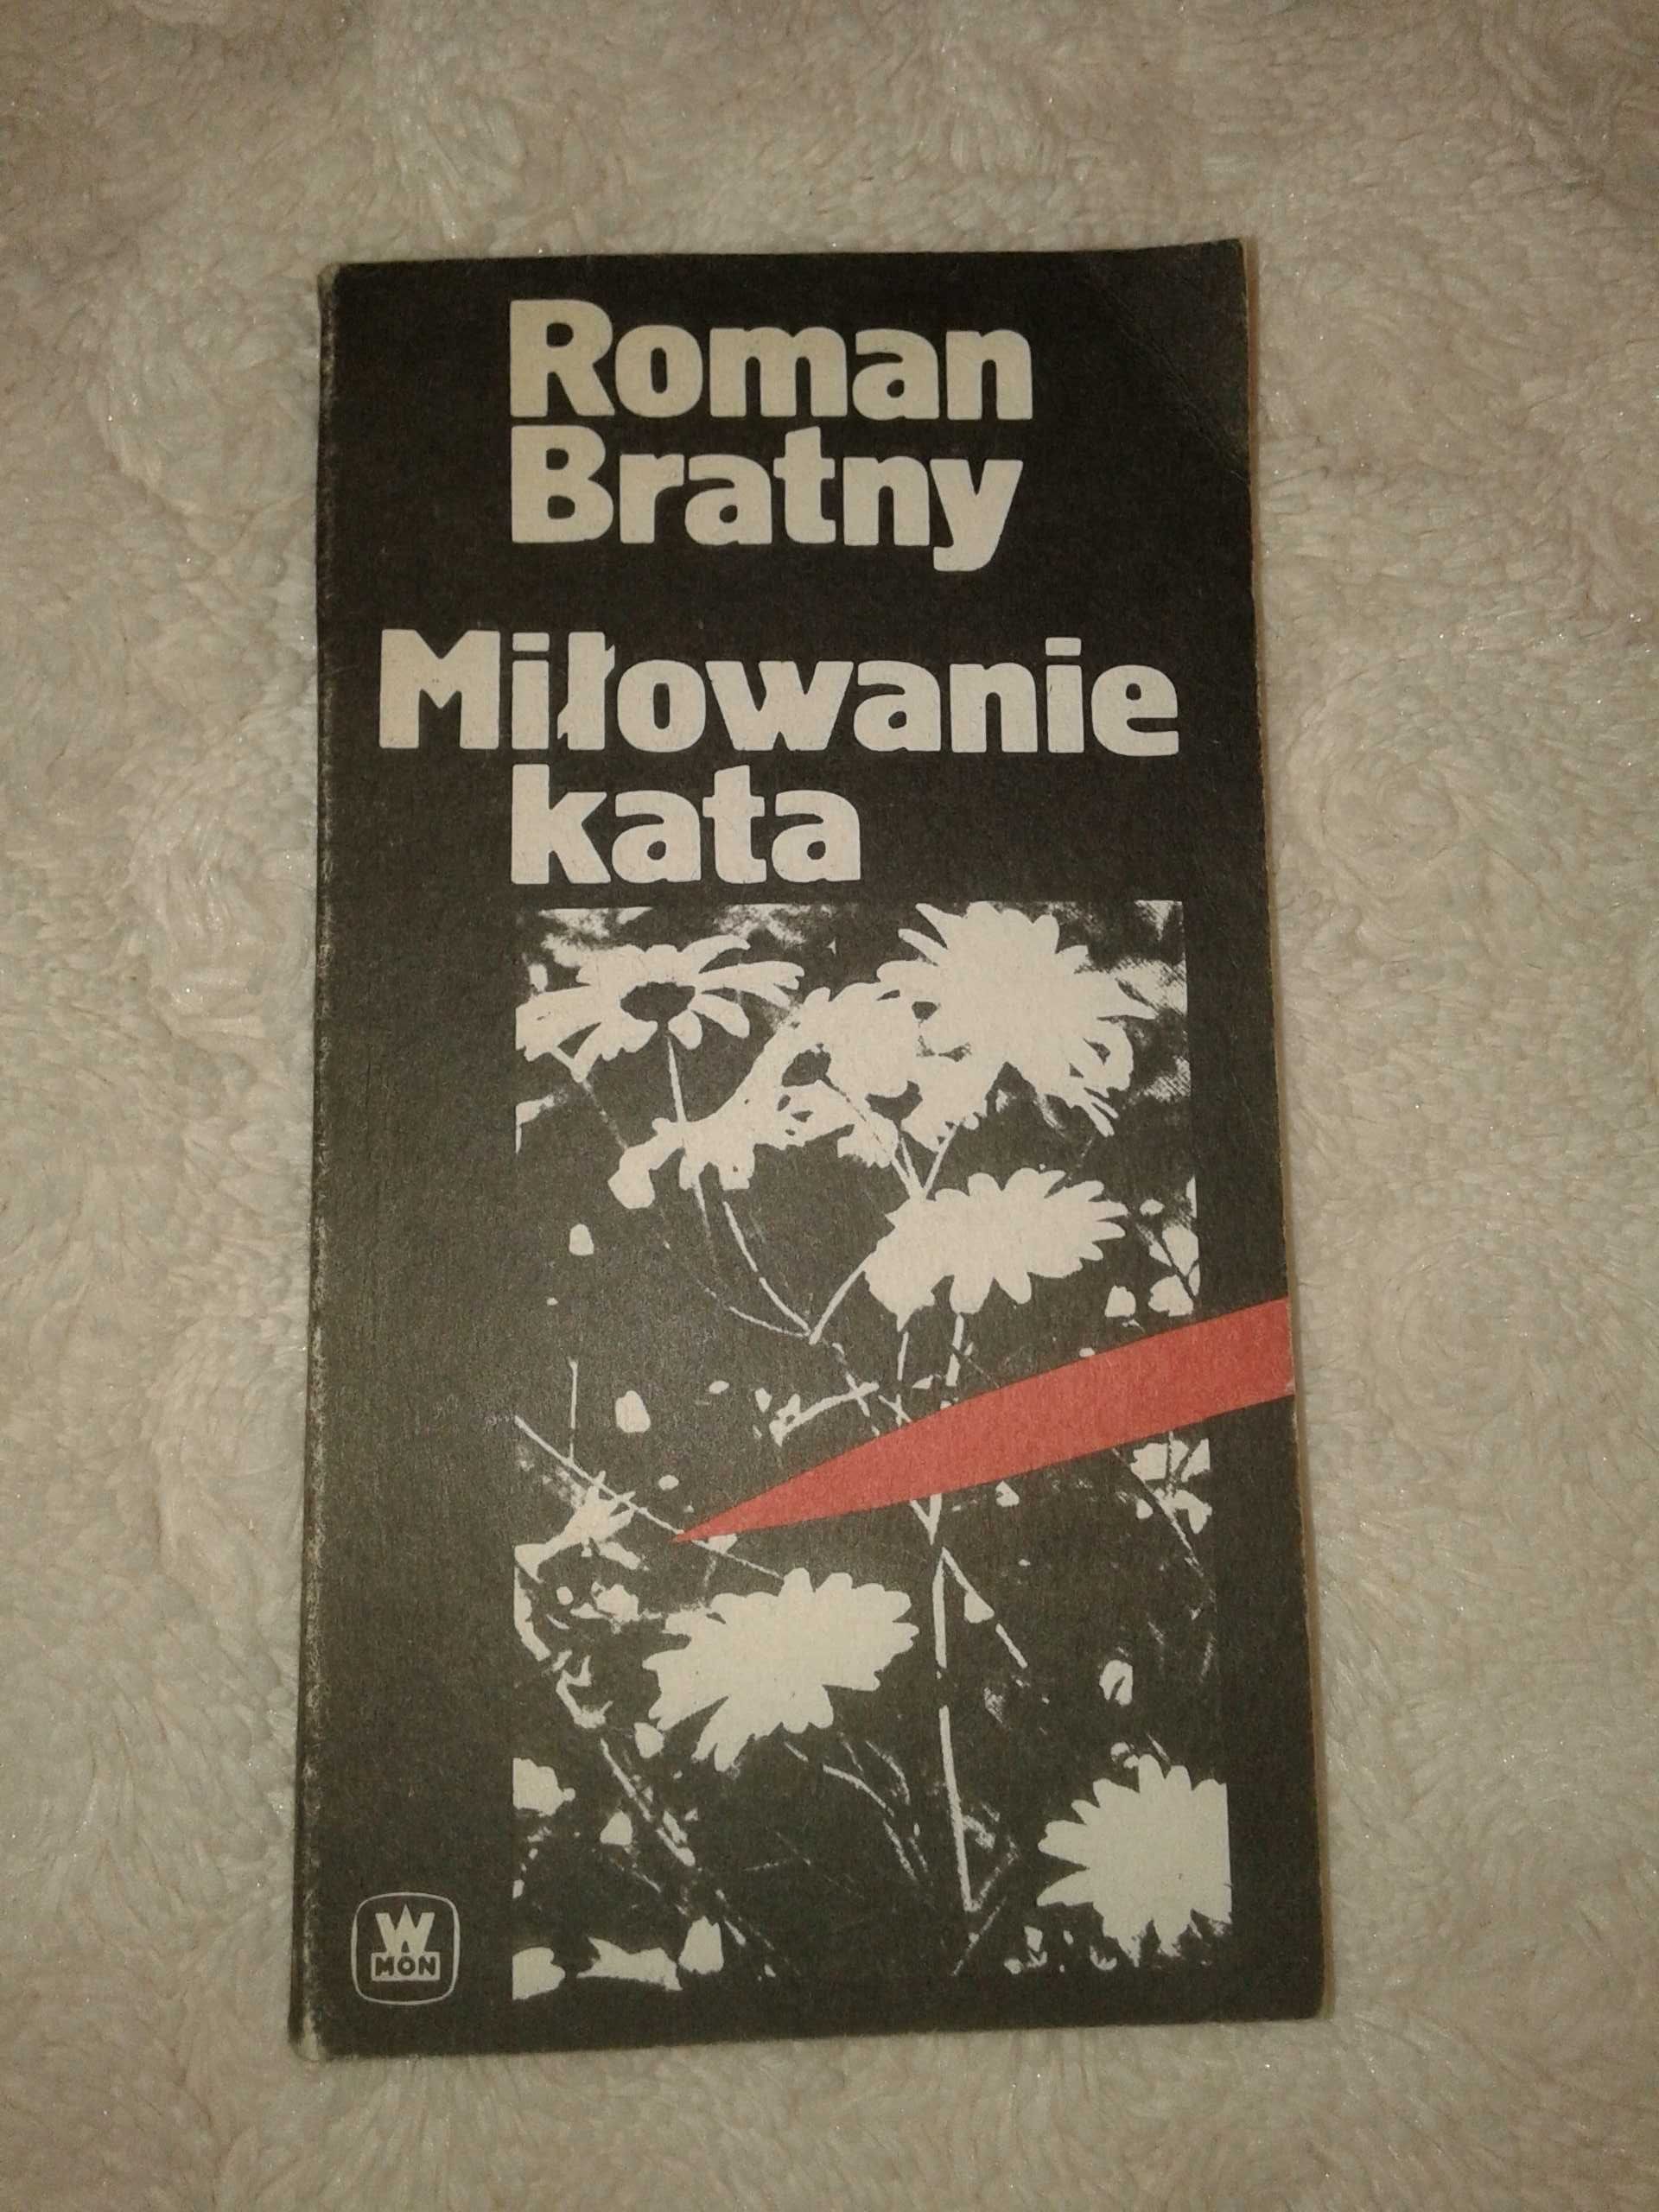 Roman
Bratny
Miłowanie
kata
W
MON